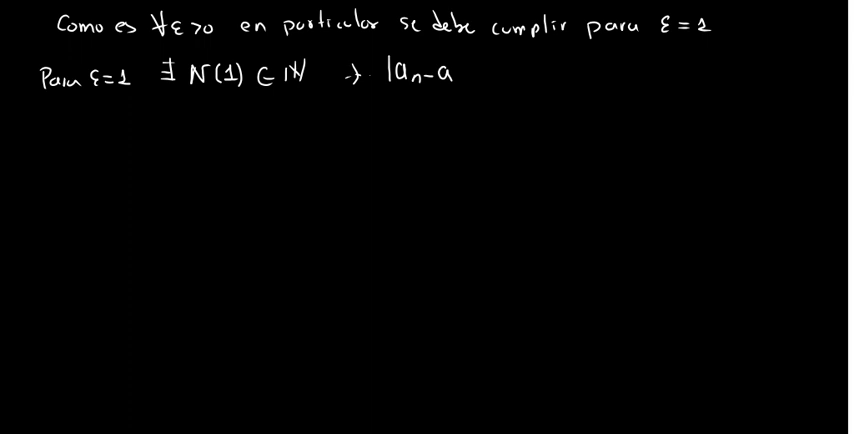 Como es ∀ε>0 en particular se debe cumplir para ε=1
Para ε=1 ∃ N(1) ∈ ℕ → |aₙ-a